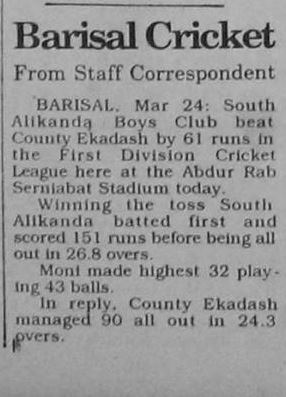 Barisal Cricket
From Staff Correspondent
BARISAL, Mar 24: South
Alikanda Boys Club beat
County Ekadash by 61 runs in
the First Division Cricket
League here at the Abdur Rab
Serniabat Stadium today.
Winning the toss South
Alikanda batted first and
scored 151 runs before being all
out in 26.8 overs.
Moni made highest 32 play-
ing 43 balls.
In reply, County Ekadash
managed 90 all out in 24.3
overs.